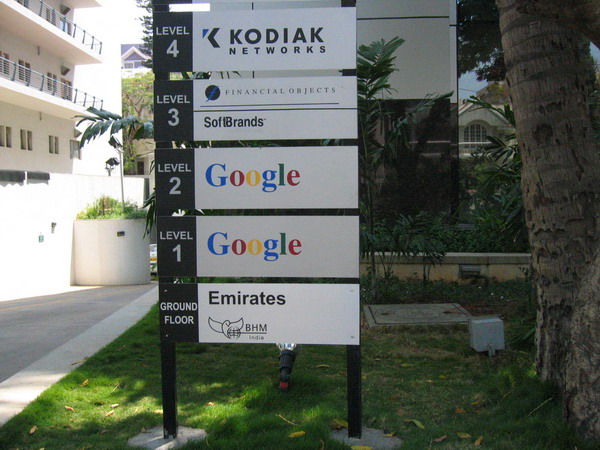 LEVEL
4
KODIAK
NETWORKS
LEVEL
3
FINANCIAL OBJECTS
SoftBrands
LEVEL
2
Google
LEVEL
1
Google
GROUND
FLOOR
Emirates
BHM
India